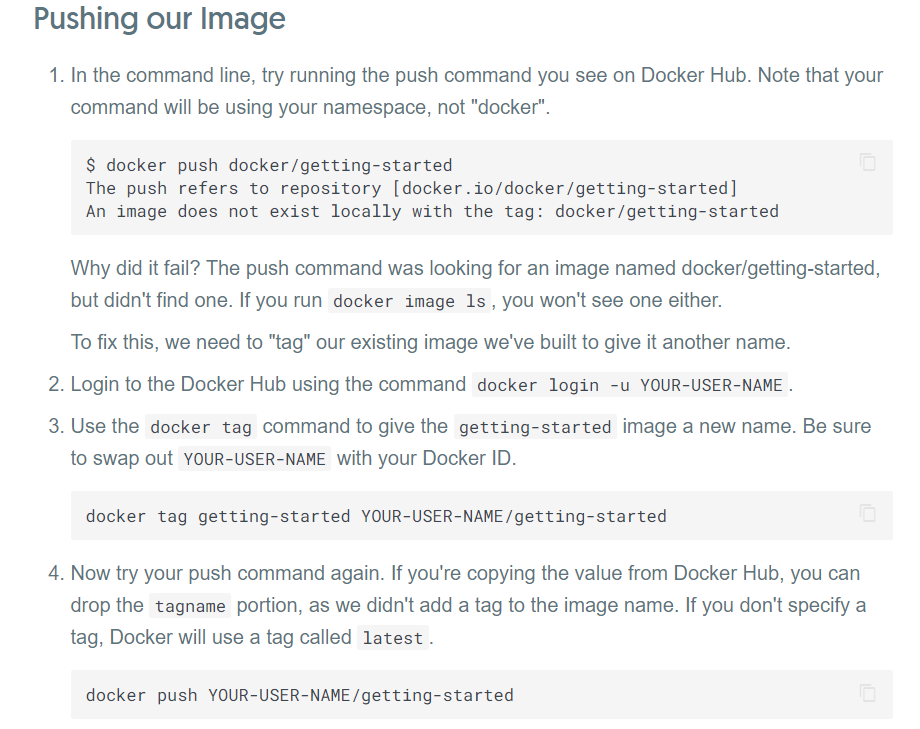 Pushing our Image
1. In the command line, try running the push command you see on Docker Hub. Note that your
command will be using your namespace, not "docker".
$ docker push docker/getting-started
The push refers to repository [docker.io/docker/getting-started]
An image does not exist locally with the tag: docker/getting-started
Why did it fail? The push command was looking for an image named docker/getting-started,
but didn't find one. If you run docker image ls, you won't see one either.
To fix this, we need to "tag" our existing image we've built to give it another name.
2. Login to the Docker Hub using the command docker login -u YOUR-USER-NAME.
3. Use the docker tag command to give the getting-started image a new name. Be sure
to swap out YOUR-USER-NAME with your Docker ID.
docker tag getting-started YOUR-USER-NAME/getting-started
4. Now try your push command again. If you're copying the value from Docker Hub, you can
drop the tagname portion, as we didn't add a tag to the image name. If you don't specify a
tag, Docker will use a tag called latest.
docker push YOUR-USER-NAME/getting-started